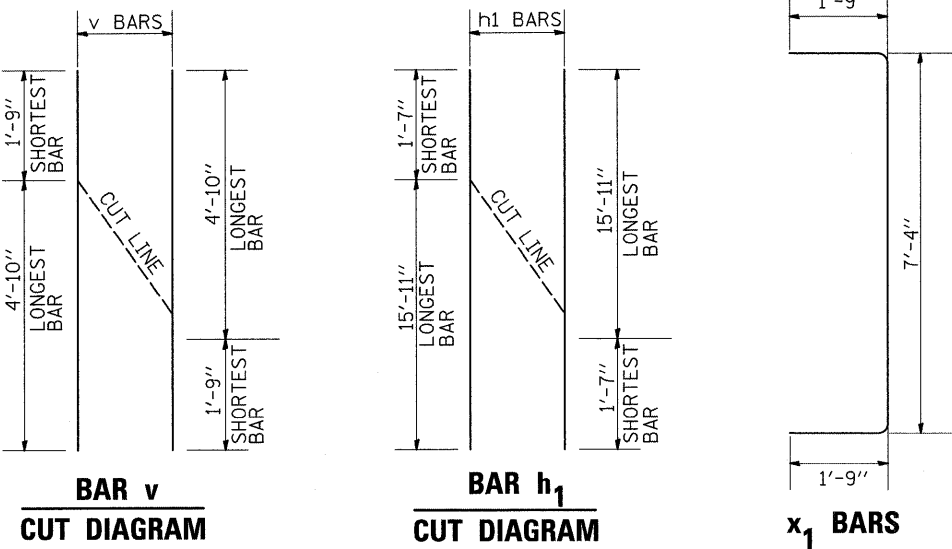 v BARS
1'-9''
SHORTEST
BAR
4'-10''
LONGEST
BAR
CUT LINE
4'-10''
LONGEST
BAR
1'-9''
SHORTEST
BAR
BAR v
CUT DIAGRAM
h1 BARS
1'-7''
SHORTEST
BAR
15'-11''
LONGEST
BAR
CUT LINE
15'-11''
LONGEST
BAR
1'-7''
SHORTEST
BAR
BAR h1
CUT DIAGRAM
1'-9''
7'-4''
1'-9''
x1 BARS